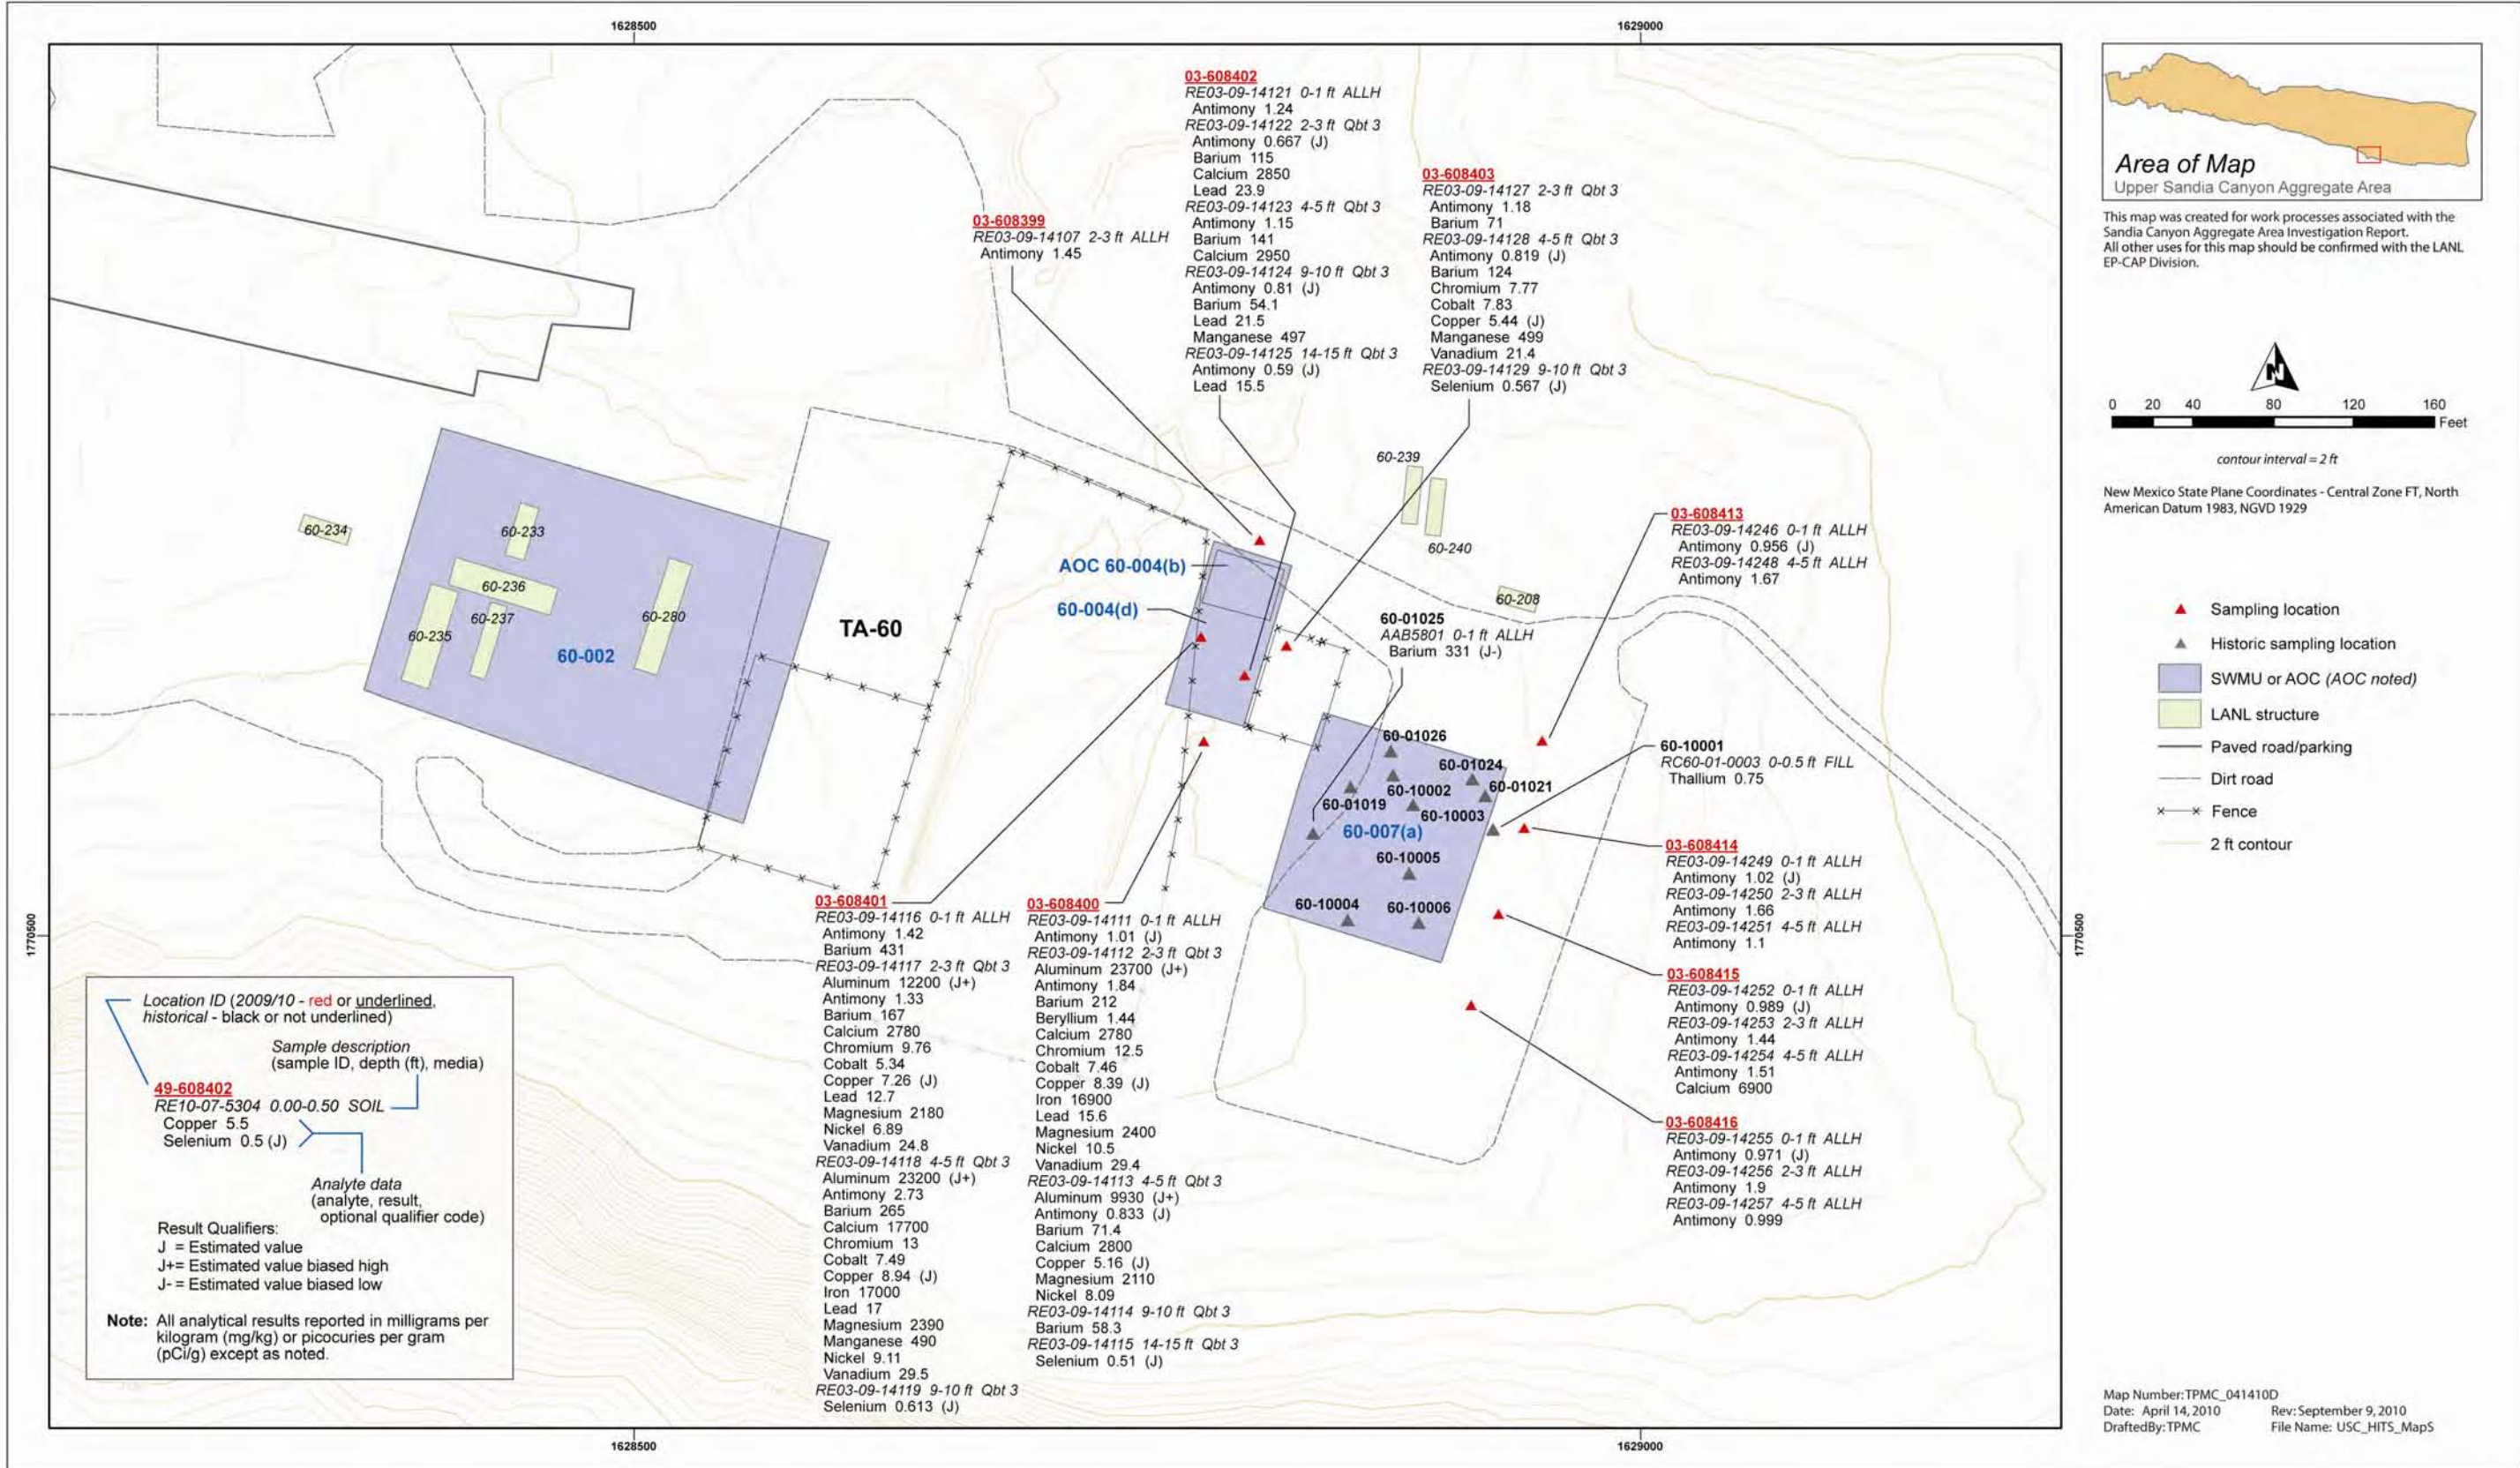 1628500
1629000
03-608402
RE03-09-14121 0-1 ft ALLH
Antimony 1.24
RE03-09-14122 2-3 ft Qbt 3
Antimony 0.667 (J)
Barium 115
Calcium 2850
Lead 23.9
RE03-09-14123 4-5 ft Qbt 3
Antimony 1.15
Barium 141
Calcium 2950
RE03-09-14124 9-10 ft Qbt 3
Antimony 0.81 (J)
Barium 54.1
Lead 21.5
Manganese 497
RE03-09-14125 14-15 ft Qbt 3
Antimony 0.59 (J)
Lead 15.5
03-608403
RE03-09-14127 2-3 ft Qbt 3
Antimony 1.18
Barium 71
RE03-09-14128 4-5 ft Qbt 3
Antimony 0.819 (J)
Barium 124
Chromium 7.77
Cobalt 7.83
Copper 5.44 (J)
Manganese 499
Vanadium 21.4
RE03-09-14129 9-10 ft Qbt 3
Selenium 0.567 (J)
03-608399
RE03-09-14107 2-3 ft ALLH
Antimony 1.45
60-239
60-240
60-208
60-234
60-233
60-236
60-237
60-235
60-280
60-002
TA-60
AOC 60-004(b)
60-004(d)
60-01025
AAB5801 0-1 ft ALLH
Barium 331 (J-)
03-608413
RE03-09-14246 0-1 ft ALLH
Antimony 0.956 (J)
RE03-09-14248 4-5 ft ALLH
Antimony 1.67
60-01026
60-01024
60-01021
60-10002
60-01019
60-10003
60-007(a)
60-10005
60-10004
60-10006
60-10001
RC60-01-0003 0-0.5 ft FILL
Thallium 0.75
03-608414
RE03-09-14249 0-1 ft ALLH
Antimony 1.02 (J)
RE03-09-14250 2-3 ft ALLH
Antimony 1.66
RE03-09-14251 4-5 ft ALLH
Antimony 1.1
03-608415
RE03-09-14252 0-1 ft ALLH
Antimony 0.989 (J)
RE03-09-14253 2-3 ft ALLH
Antimony 1.44
RE03-09-14254 4-5 ft ALLH
Antimony 1.51
Calcium 6900
03-608416
RE03-09-14255 0-1 ft ALLH
Antimony 0.971 (J)
RE03-09-14256 2-3 ft ALLH
Antimony 1.9
RE03-09-14257 4-5 ft ALLH
Antimony 0.999
03-608401
RE03-09-14116 0-1 ft ALLH
Antimony 1.42
Barium 431
RE03-09-14117 2-3 ft Qbt 3
Aluminum 12200 (J+)
Antimony 1.33
Barium 167
Calcium 2780
Chromium 9.76
Cobalt 5.34
Copper 7.26 (J)
Lead 12.7
Magnesium 2180
Nickel 6.89
Vanadium 24.8
RE03-09-14118 4-5 ft Qbt 3
Aluminum 23200 (J+)
Antimony 2.73
Barium 265
Calcium 17700
Chromium 13
Cobalt 7.49
Copper 8.94 (J)
Iron 17000
Lead 17
Magnesium 2390
Manganese 490
Nickel 9.11
Vanadium 29.5
RE03-09-14119 9-10 ft Qbt 3
Selenium 0.613 (J)
03-608400
RE03-09-14111 0-1 ft ALLH
Antimony 1.01 (J)
RE03-09-14112 2-3 ft Qbt 3
Aluminum 23700 (J+)
Antimony 1.84
Barium 212
Beryllium 1.44
Calcium 2780
Chromium 12.5
Cobalt 7.46
Copper 8.39 (J)
Iron 16900
Lead 15.6
Magnesium 2400
Nickel 10.5
Vanadium 29.4
RE03-09-14113 4-5 ft Qbt 3
Aluminum 9930 (J+)
Antimony 0.833 (J)
Barium 71.4
Calcium 2800
Copper 5.16 (J)
Magnesium 2110
Nickel 8.09
RE03-09-14114 9-10 ft Qbt 3
Barium 58.3
RE03-09-14115 14-15 ft Qbt 3
Selenium 0.51 (J)
1770500
1770500
Location ID (2009/10 - red or underlined,
historical - black or not underlined)
Sample description
(sample ID, depth (ft), media)
49-608402
RE10-07-5304 0.00-0.50 SOIL
Copper 5.5
Selenium 0.5 (J)
Analyte data
(analyte, result,
optional qualifier code)
Result Qualifiers:
J = Estimated value
J+= Estimated value biased high
J- = Estimated value biased low
Note: All analytical results reported in milligrams per
kilogram (mg/kg) or picocuries per gram
(pCi/g) except as noted.
1628500
1629000
Area of Map
Upper Sandia Canyon Aggregate Area
This map was created for work processes associated with the
Sandia Canyon Aggregate Area Investigation Report.
All other uses for this map should be confirmed with the LANL
EP-CAP Division.
N
0 20 40 80 120 160
Feet
contour interval = 2 ft
New Mexico State Plane Coordinates - Central Zone FT, North
American Datum 1983, NGVD 1929
Sampling location
Historic sampling location
SWMU or AOC (AOC noted)
LANL structure
Paved road/parking
Dirt road
Fence
2 ft contour
Map Number: TPMC_041410D
Date: April 14, 2010 Rev: September 9, 2010
DraftedBy: TPMC File Name: USC_HITS_MapS